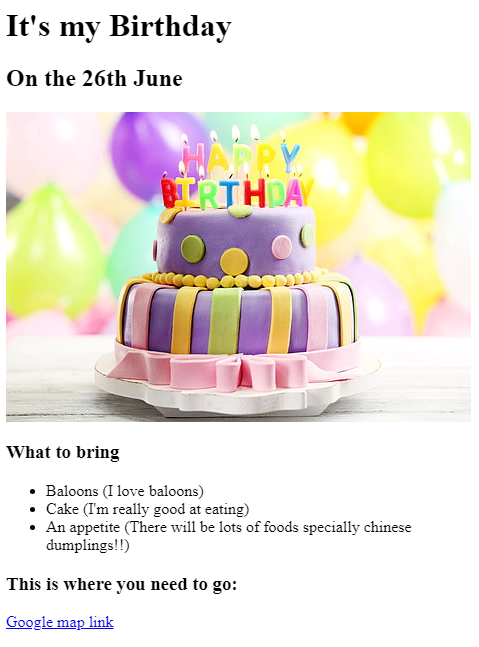 It's my Birthday
On the 26th June
HAPPY
BIRTHDAY
What to bring
Baloons (I love baloons)
Cake (I'm really good at eating)
An appetite (There will be lots of foods specially chinese
dumplings!!)
This is where you need to go:
Google map link